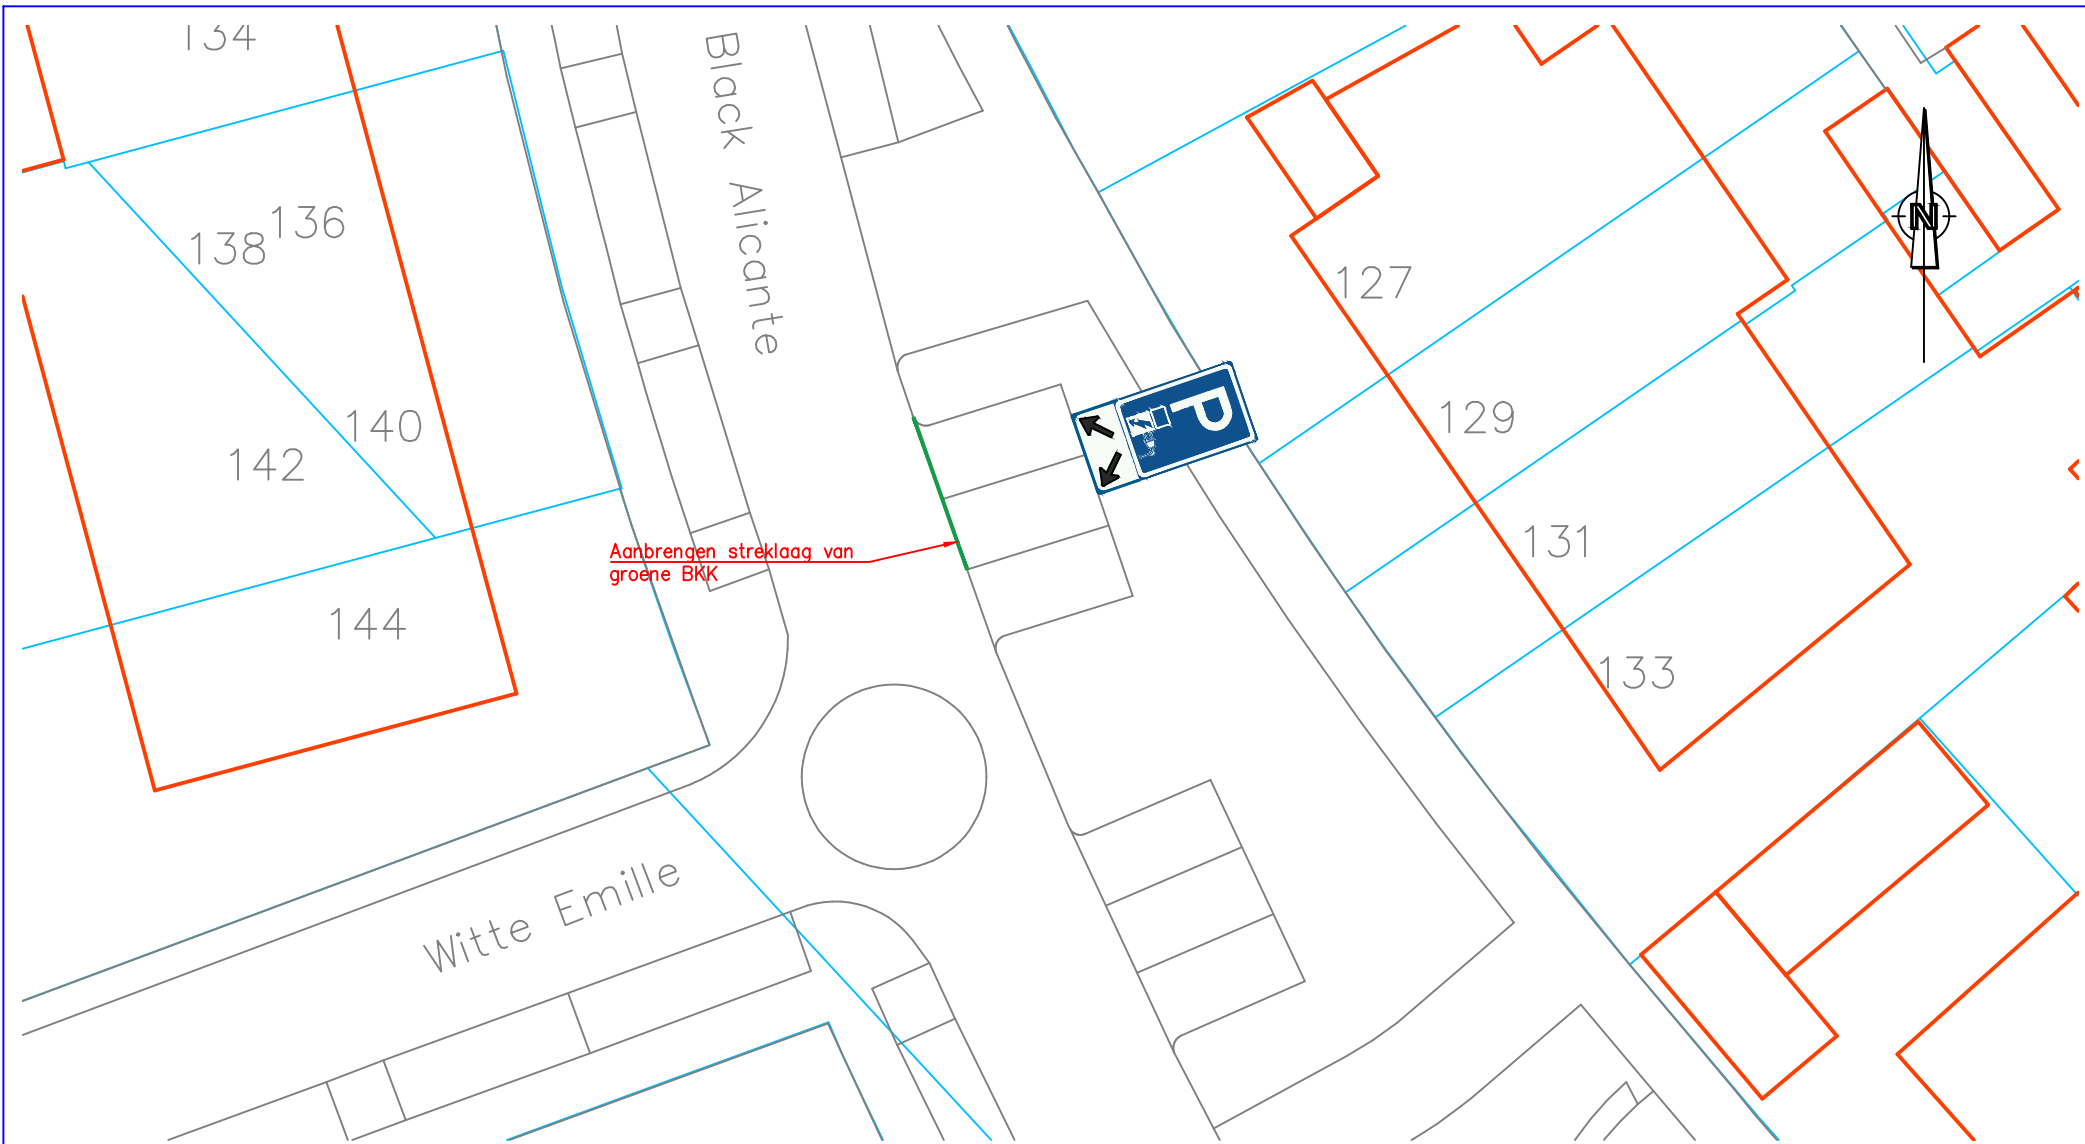 134
Black Alicante
136
138
127
N
P
129
140
142
131
Aanbrengen streklaag van
groene BKK
144
133
Witte Emille